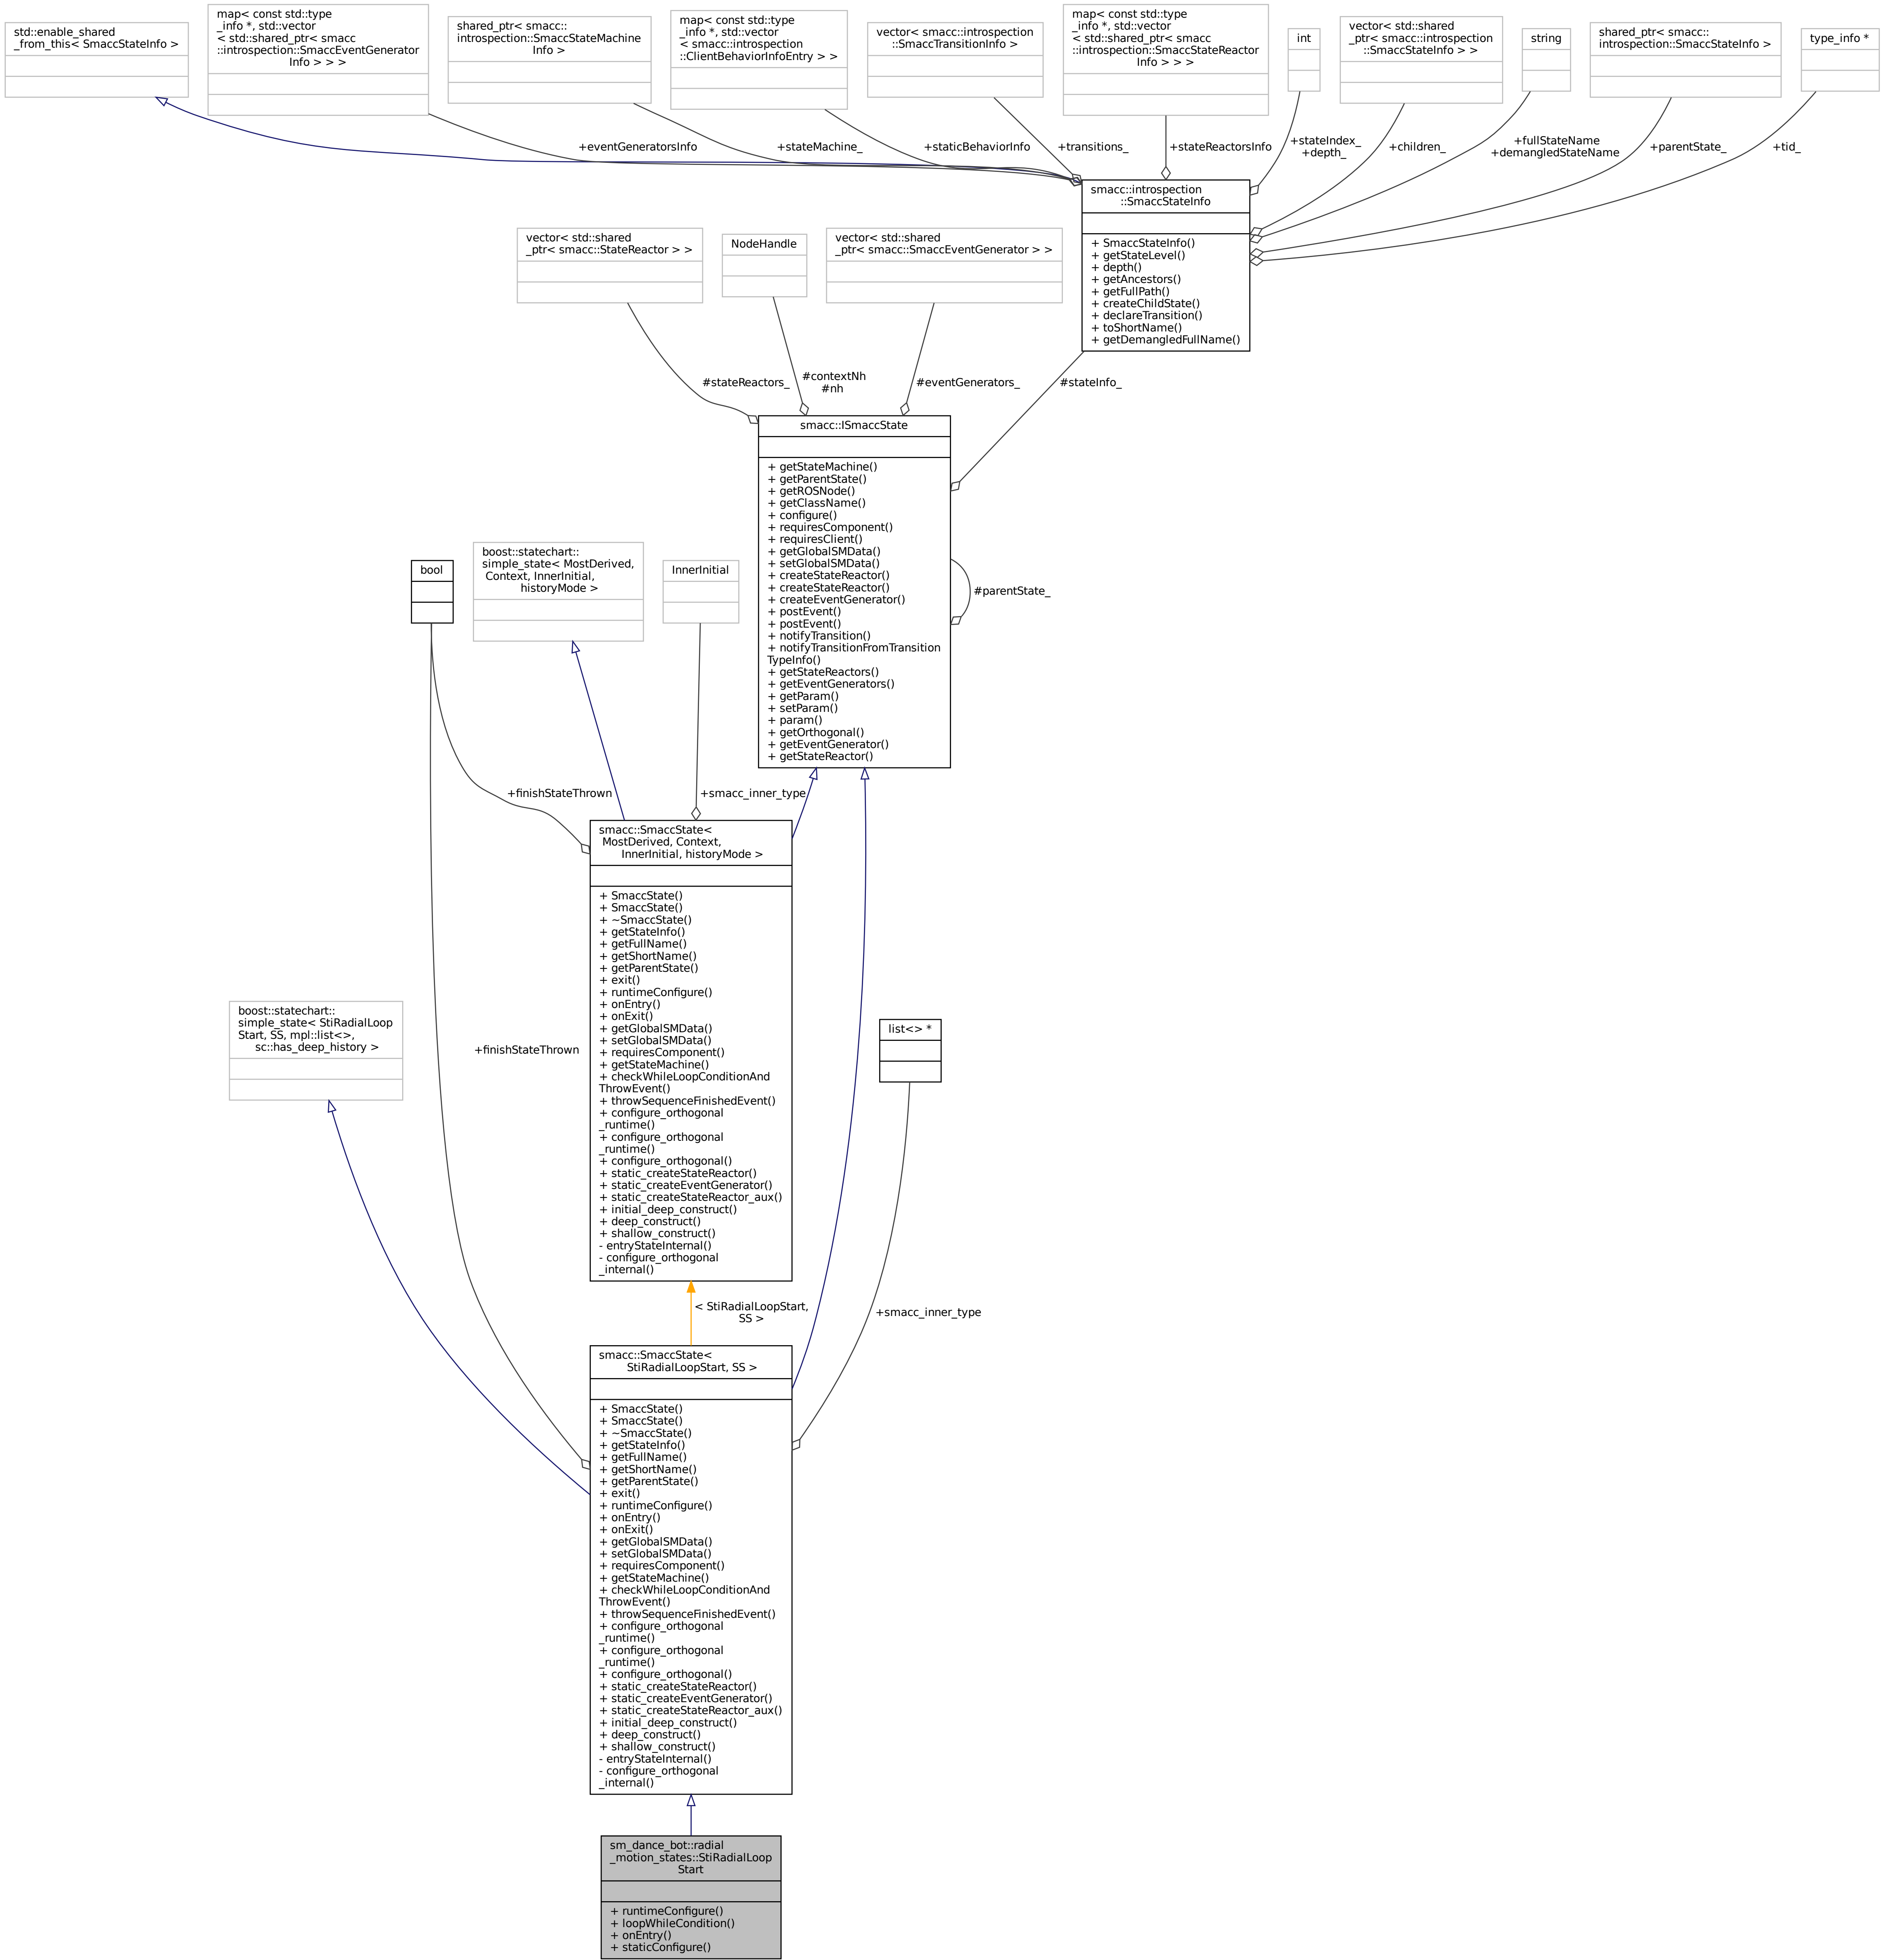 std::enable_shared
_from_this< SmaccStateInfo >
map< const std::type
_info *, std::vector
< std::shared_ptr< smacc
::introspection::SmaccEventGenerator
Info > > >
shared_ptr< smacc::
introspection::SmaccStateMachine
Info >
map< const std::type
_info *, std::vector
< smacc::introspection
::ClientBehaviorInfoEntry > >
vector< smacc::introspection
::SmaccTransitionInfo >
map< const std::type
_info *, std::vector
< std::shared_ptr< smacc
::introspection::SmaccStateReactor
Info > > >
int
vector< std::shared
_ptr< smacc::introspection
::SmaccStateInfo > >
string
shared_ptr< smacc::
introspection::SmaccStateInfo >
type_info *
+eventGeneratorsInfo
+stateMachine_
+staticBehaviorInfo
+transitions_
+stateReactorsInfo
+stateIndex_
+depth_
+children_
+fullStateName
+demangledStateName
+parentState_
+tid_
smacc::introspection
::SmaccStateInfo
+ SmaccStateInfo()
+ getStateLevel()
+ depth()
+ getAncestors()
+ getFullPath()
+ createChildState()
+ declareTransition()
+ toShortName()
+ getDemangledFullName()
vector< std::shared
_ptr< smacc::StateReactor > >
NodeHandle
vector< std::shared
_ptr< smacc::SmaccEventGenerator > >
#stateReactors_
#contextNh
#nh
#eventGenerators_
#stateInfo_
smacc::ISmaccState
+ getStateMachine()
+ getParentState()
+ getROSNode()
+ getClassName()
+ configure()
+ requiresComponent()
+ requiresClient()
+ getGlobalSMData()
+ setGlobalSMData()
+ createStateReactor()
+ createStateReactor()
+ createEventGenerator()
+ postEvent()
+ postEvent()
+ notifyTransition()
+ notifyTransitionFromTransition
TypeInfo()
+ getStateReactors()
+ getEventGenerators()
+ getParam()
+ setParam()
+ param()
+ getOrthogonal()
+ getEventGenerator()
+ getStateReactor()
#parentState_
bool
boost::statechart::
simple_state< MostDerived,
Context, InnerInitial,
historyMode >
InnerInitial
+finishStateThrown
+smacc_inner_type
smacc::SmaccState<
MostDerived, Context,
InnerInitial, historyMode >
+ SmaccState()
+ SmaccState()
+ ~SmaccState()
+ getStateInfo()
+ getFullName()
+ getShortName()
+ getParentState()
+ exit()
+ runtimeConfigure()
+ onEntry()
+ onExit()
+ getGlobalSMData()
+ setGlobalSMData()
+ requiresComponent()
+ getStateMachine()
+ checkWhileLoopConditionAnd
ThrowEvent()
+ throwSequenceFinishedEvent()
+ configure_orthogonal
_runtime()
+ configure_orthogonal
_runtime()
+ configure_orthogonal()
+ static_createStateReactor()
+ static_createEventGenerator()
+ static_createStateReactor_aux()
+ initial_deep_construct()
+ deep_construct()
+ shallow_construct()
- entryStateInternal()
- configure_orthogonal
_internal()
boost::statechart::
simple_state< StiRadialLoop
Start, SS, mpl::list<>,
sc::has_deep_history >
+finishStateThrown
list<> *
< StiRadialLoopStart,
SS >
+smacc_inner_type
smacc::SmaccState<
StiRadialLoopStart, SS >
+ SmaccState()
+ SmaccState()
+ ~SmaccState()
+ getStateInfo()
+ getFullName()
+ getShortName()
+ getParentState()
+ exit()
+ runtimeConfigure()
+ onEntry()
+ onExit()
+ getGlobalSMData()
+ setGlobalSMData()
+ requiresComponent()
+ getStateMachine()
+ checkWhileLoopConditionAnd
ThrowEvent()
+ throwSequenceFinishedEvent()
+ configure_orthogonal
_runtime()
+ configure_orthogonal
_runtime()
+ configure_orthogonal()
+ static_createStateReactor()
+ static_createEventGenerator()
+ static_createStateReactor_aux()
+ initial_deep_construct()
+ deep_construct()
+ shallow_construct()
- entryStateInternal()
- configure_orthogonal
_internal()
sm_dance_bot::radial
_motion_states::StiRadialLoop
Start
+ runtimeConfigure()
+ loopWhileCondition()
+ onEntry()
+ staticConfigure()